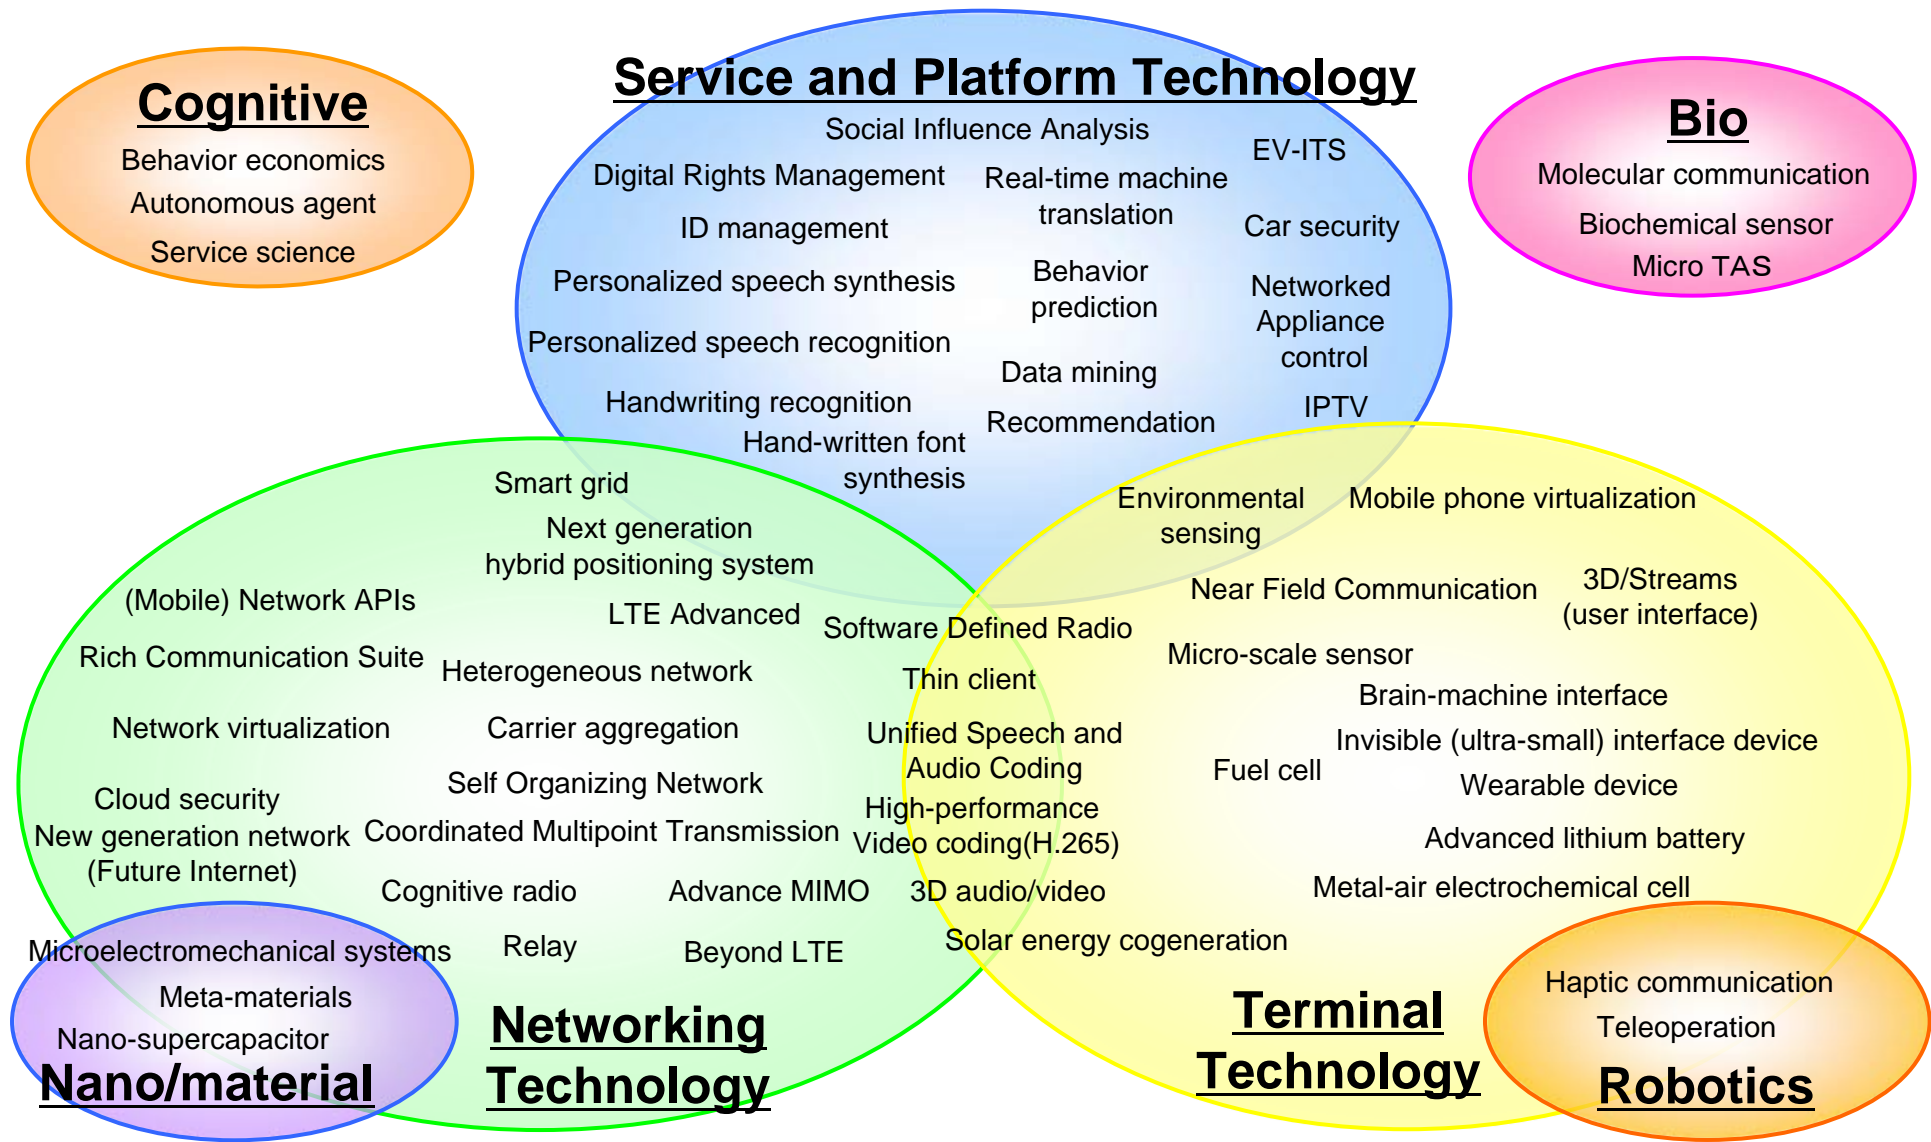 Cognitive
Behavior economics
Autonomous agent
Service science
Service and Platform Technology
Social Influence Analysis
EV-ITS
Digital Rights Management
Real-time machine
translation
ID management
Car security
Personalized speech synthesis
Behavior
prediction
Networked
Appliance
control
Personalized speech recognition
Data mining
Handwriting recognition
Recommendation
IPTV
Hand-written font
synthesis
Bio
Molecular communication
Biochemical sensor
Micro TAS
Smart grid
Next generation
hybrid positioning system
(Mobile) Network APIs
LTE Advanced
Rich Communication Suite
Heterogeneous network
Network virtualization
Carrier aggregation
Self Organizing Network
Cloud security
New generation network
(Future Internet)
Coordinated Multipoint Transmission
Cognitive radio
Advance MIMO
Relay
Beyond LTE
Networking
Technology
Software Defined Radio
Thin client
Unified Speech and
Audio Coding
High-performance
Video coding(H.265)
3D audio/video
Solar energy cogeneration
Environmental
sensing
Mobile phone virtualization
Near Field Communication
3D/Streams
(user interface)
Micro-scale sensor
Brain-machine interface
Invisible (ultra-small) interface device
Fuel cell
Wearable device
Advanced lithium battery
Metal-air electrochemical cell
Terminal
Technology
Microelectromechanical systems
Meta-materials
Nano-supercapacitor
Nano/material
Haptic communication
Teleoperation
Robotics